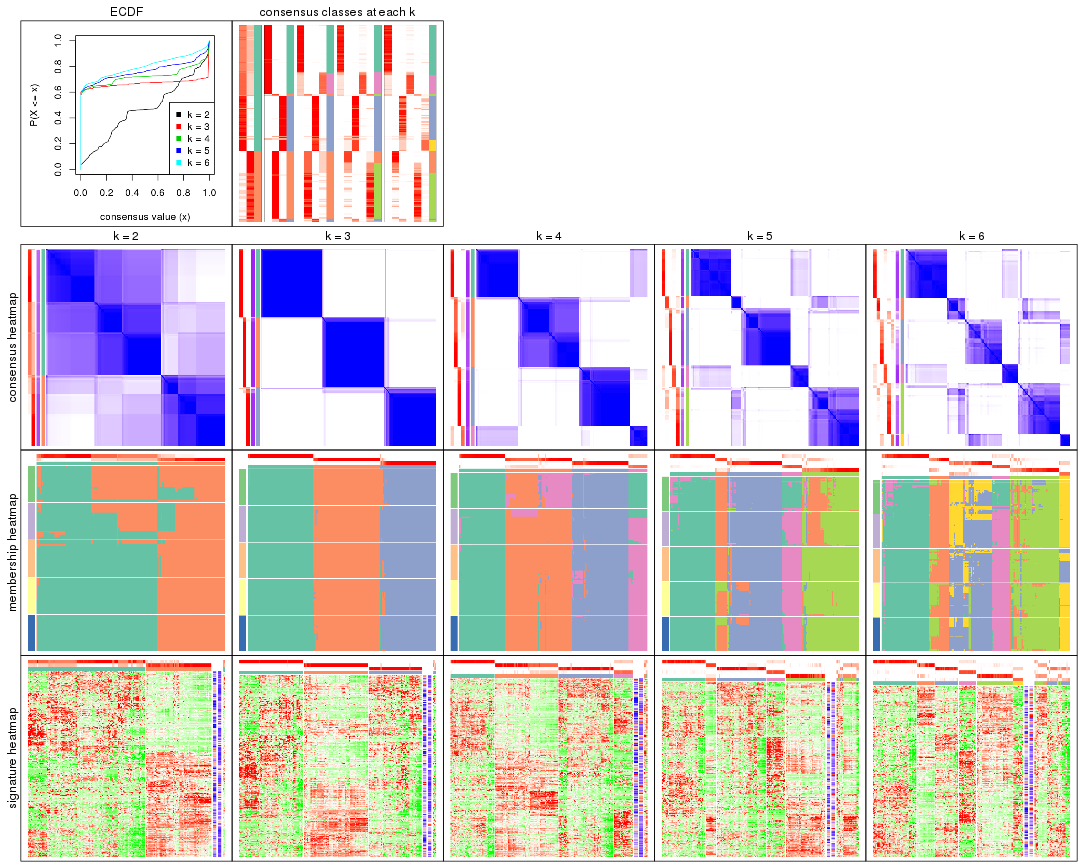 ECDF
consensus classes at each k
P(X <= x)
0.0 0.2 0.4 0.6 0.8 1.0
k = 2
k = 3
k = 4
k = 5
k = 6
0.0 0.2 0.4 0.6 0.8 1.0
consensus value (x)
k = 2
k = 3
k = 4
k = 5
k = 6
consensus heatmap
membership heatmap
signature heatmap